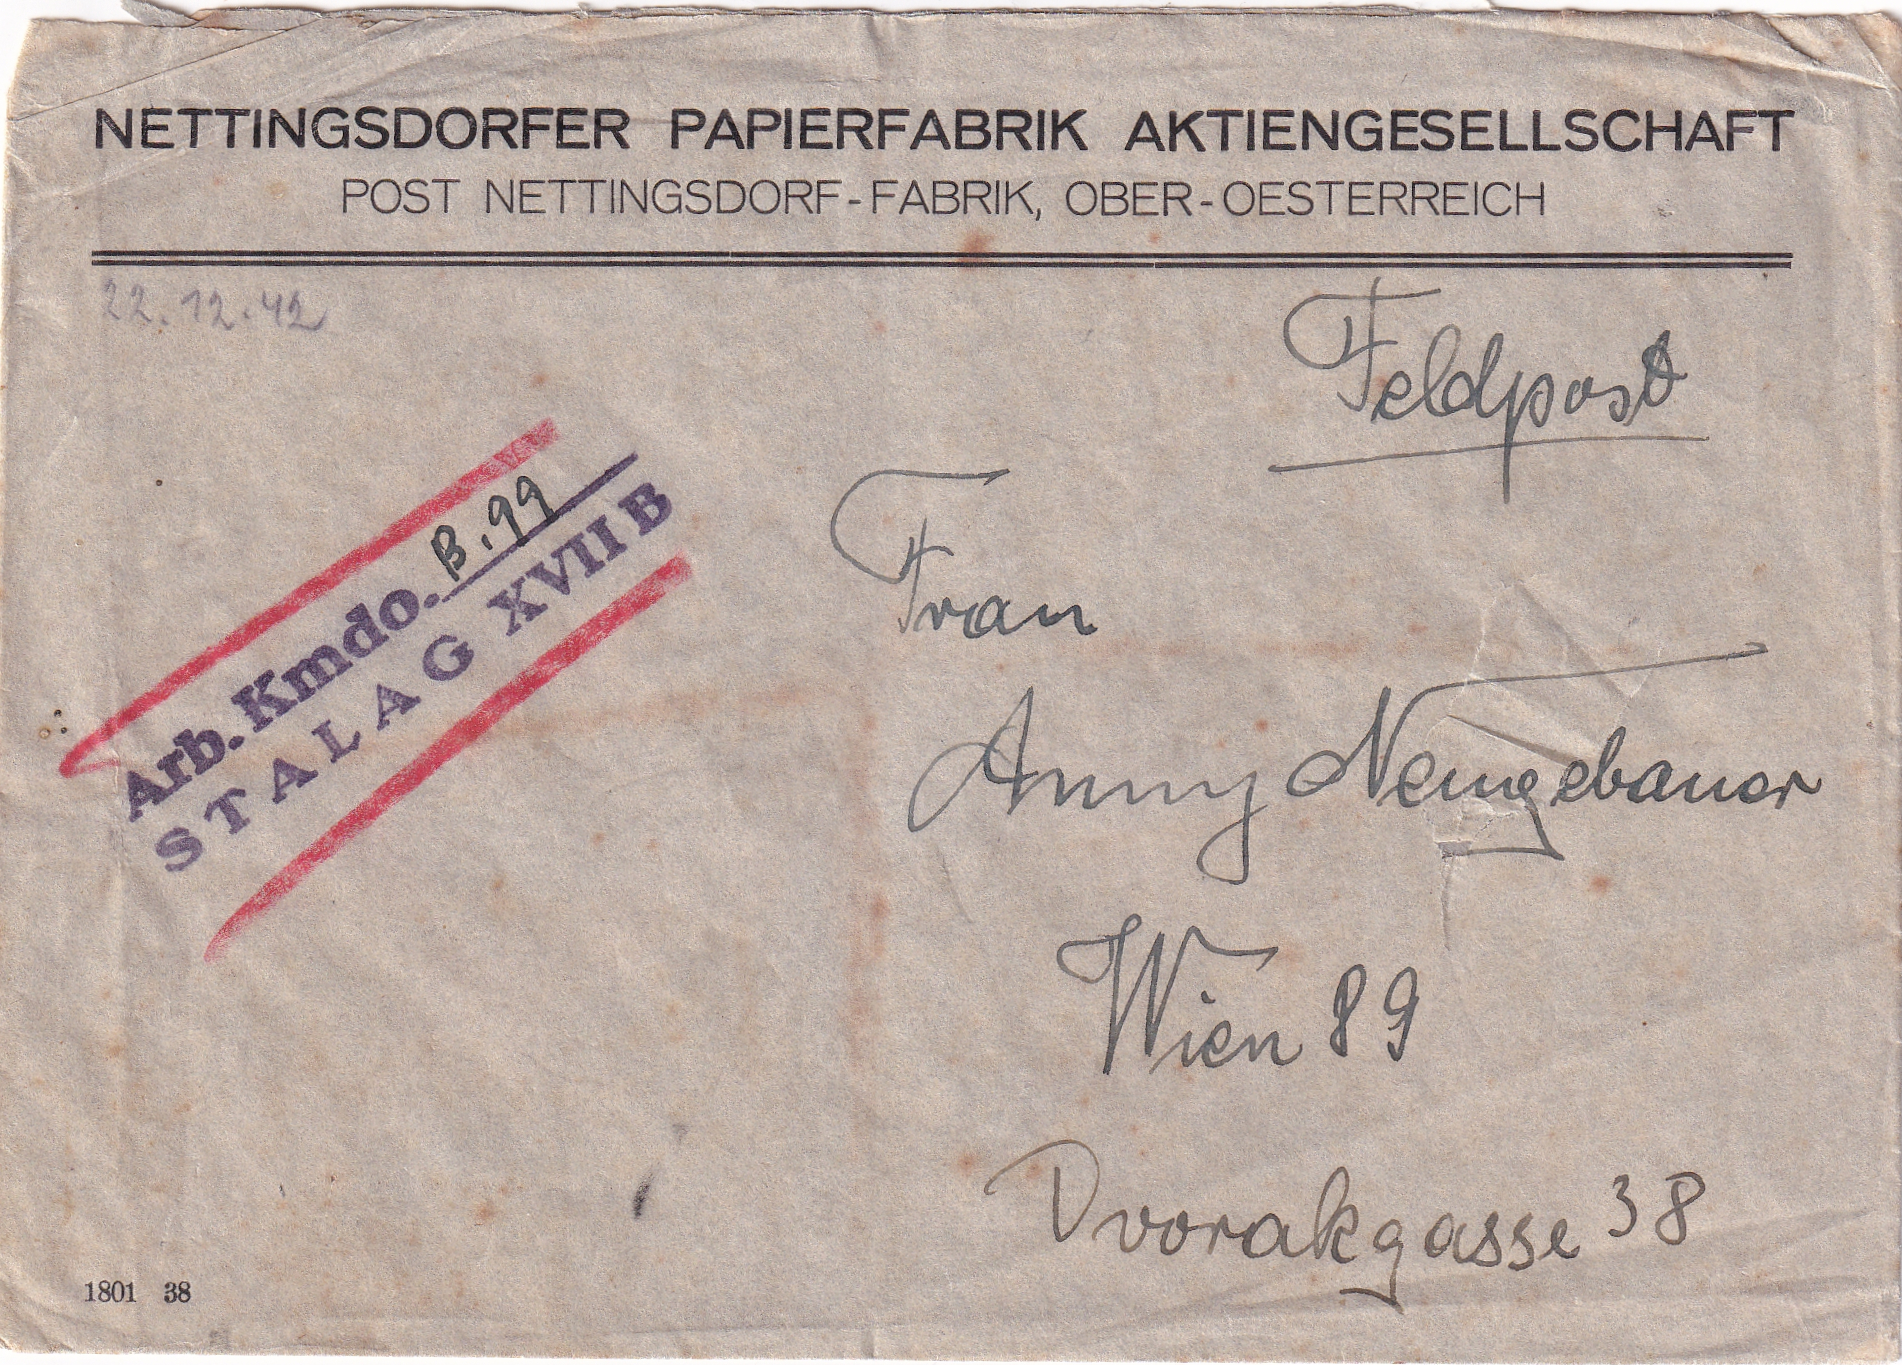 NETTINGSDORFER PAPIERFABRIK AKTIENGESELLSCHAFT
POST NETTINGSDORF-FABRIK, OBER-OESTERREICH
22.12.42
Feldpost
Arb. Kmdo. B.99
STALAG XVII B
Frau
Anny Neugebauer
Wien 89
Dvorakgasse 38
1801 38